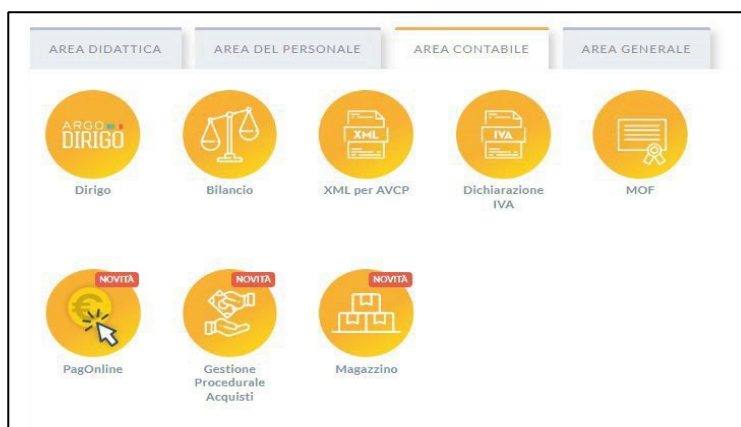 AREA DIDATTICA
AREA DEL PERSONALE
AREA CONTABILE
AREA GENERALE
ARGO
DIRIGO
XML
IVA
Dirigo
Bilancio
XML per AVCP
Dichiarazione
IVA
MOF
NOVITÀ
NOVITÀ
NOVITÀ
€
PagOnline
Gestione
Procedurale
Acquisti
Magazzino